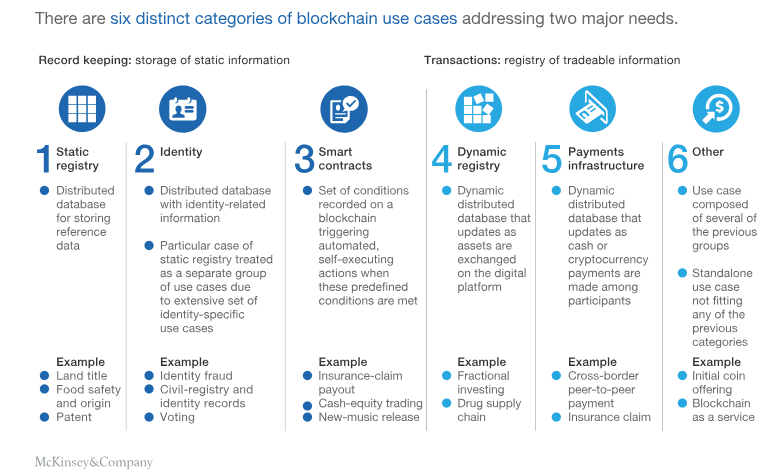 There are six distinct categories of blockchain use cases addressing two major needs.
Record keeping: storage of static information
Transactions: registry of tradeable information
1 Static
registry
Distributed
database
for storing
reference
data
Example
Land title
Food safety
and origin
Patent
2 Identity
Distributed database
with identity-related
information
Particular case of
static registry treated
as a separate group
of use cases due
to extensive set of
identity-specific
use cases
Example
Identity fraud
Civil-registry and
identity records
Voting
3 Smart
contracts
Set of conditions
recorded on a
blockchain
triggering
automated,
self-executing
actions when
these predefined
conditions are met
Example
Insurance-claim
payout
Cash-equity trading
New-music release
4 Dynamic
registry
Dynamic
distributed
database that
updates as
assets are
exchanged
on the digital
platform
Example
Fractional
investing
Drug supply
chain
5 Payments
infrastructure
Dynamic
distributed
database that
updates as
cash or
cryptocurrency
payments are
made among
participants
Example
Cross-border
peer-to-peer
payment
Insurance claim
6 Other
$
Use case
composed
of several of
the previous
groups
Standalone
use case
not fitting
any of the
previous
categories
Example
Initial coin
offering
Blockchain
as a service
McKinsey&Company